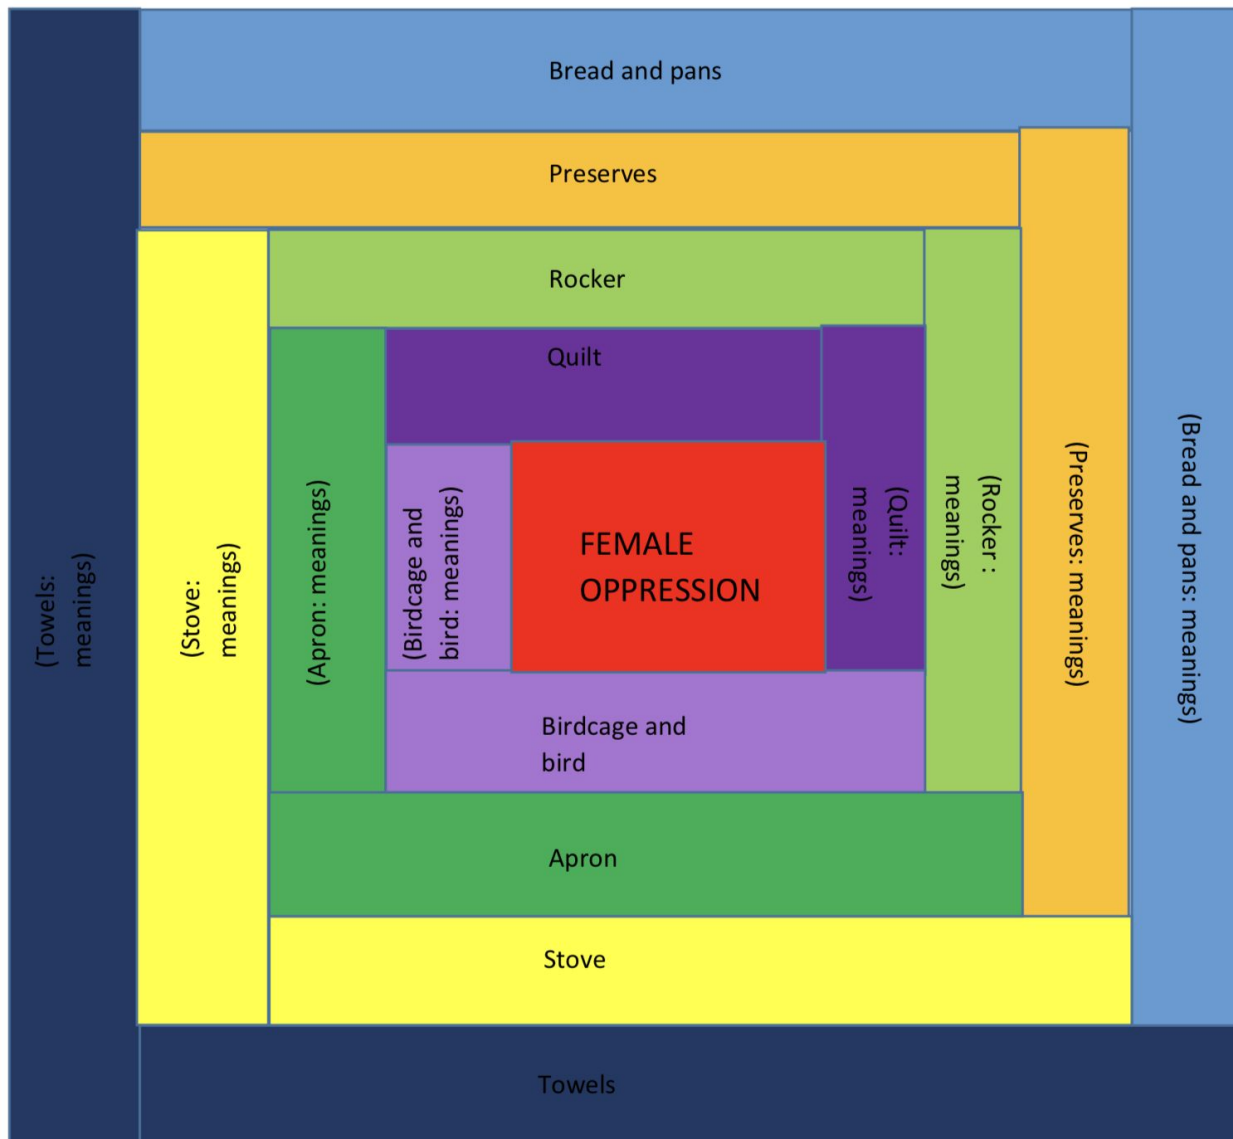 Bread and pans
Preserves
Rocker
Quilt
(Towels:
meanings)
(Stove:
meanings)
(Apron: meanings)
(Birdcage and
bird: meanings)
FEMALE
OPPRESSION
(Quilt:
meanings)
(Rocker :
meanings)
(Preserves: meanings)
(Bread and pans: meanings)
Birdcage and
bird
Apron
Stove
Towels